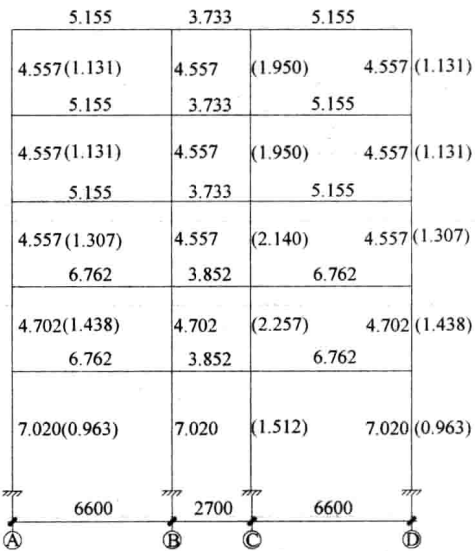 5.155 3.733 5.155
4.557(1.131) 4.557 (1.950) 4.557 (1.131)
5.155 3.733 5.155
4.557(1.131) 4.557 (1.950) 4.557 (1.131)
5.155 3.733 5.155
4.557(1.307) 4.557 (2.140) 4.557 (1.307)
6.762 3.852 6.762
4.702(1.438) 4.702 (2.257) 4.702 (1.438)
6.762 3.852 6.762
7.020(0.963) 7.020 (1.512) 7.020 (0.963)
6600 2700 6600
A B C D